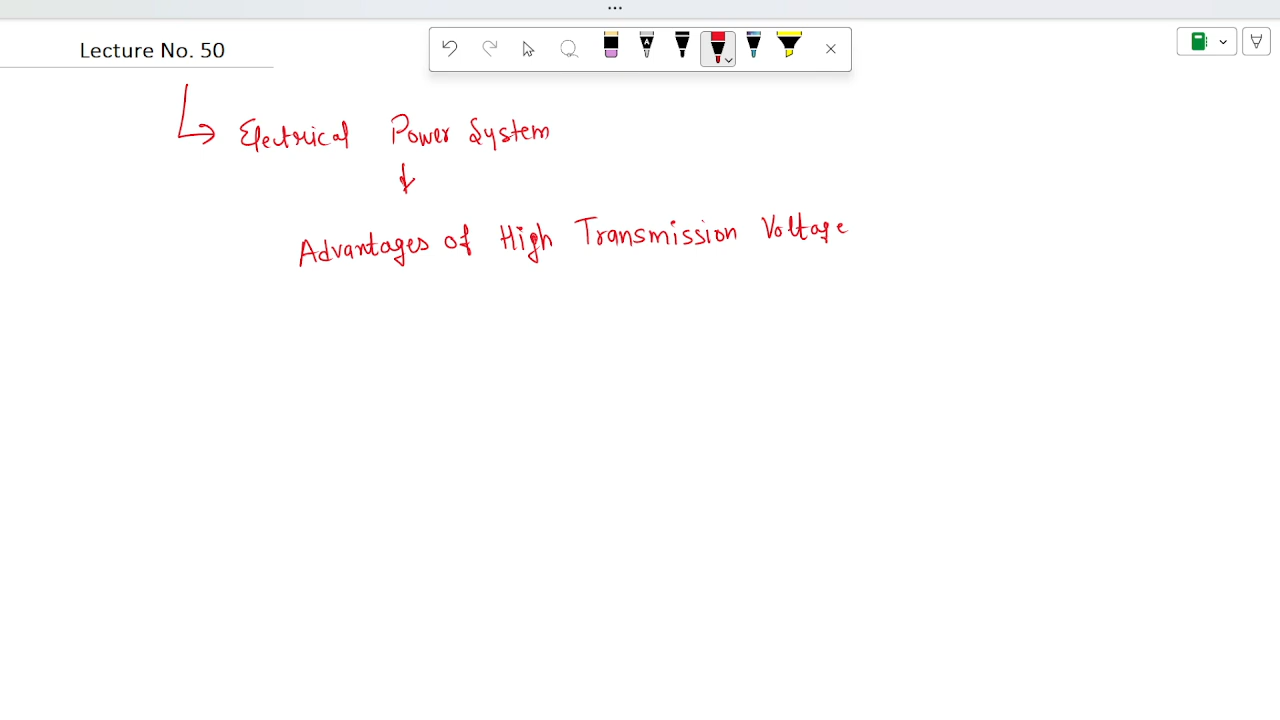 Lecture No. 50
Electrical Power System
Advantages of High Transmission Voltage